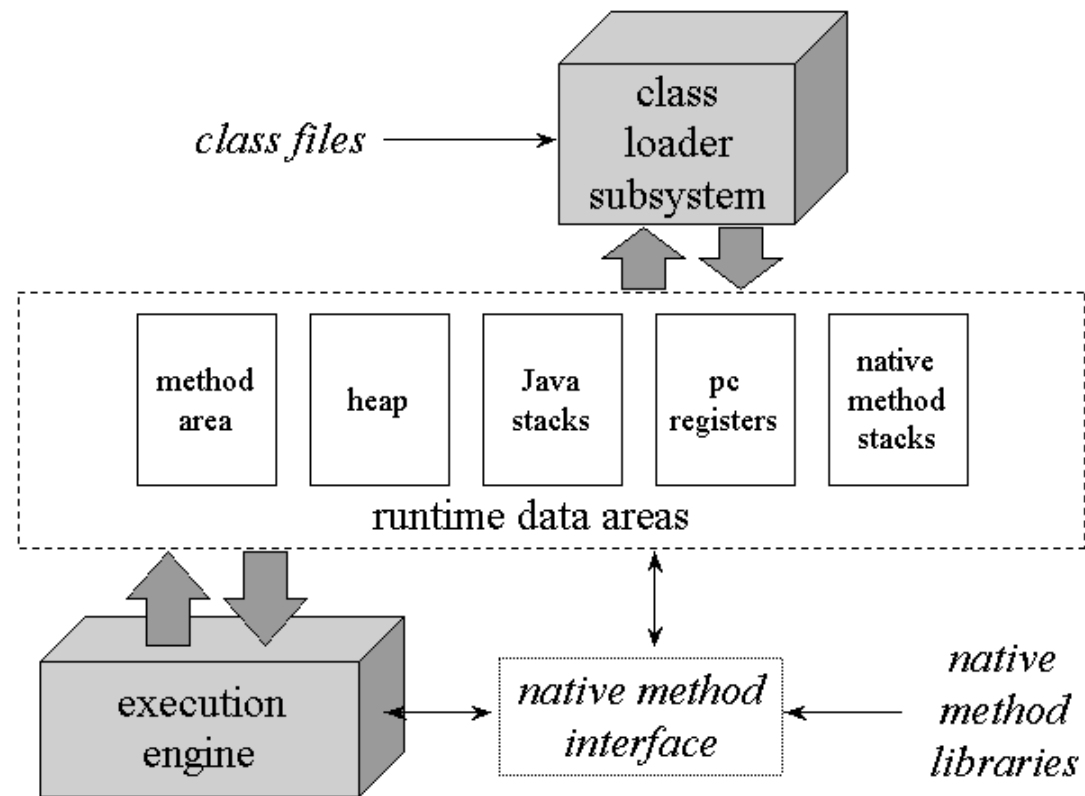 class
loader
subsystem
class files
method
area
heap
Java
stacks
pc
registers
native
method
stacks
runtime data areas
execution
engine
native method
interface
native
method
libraries